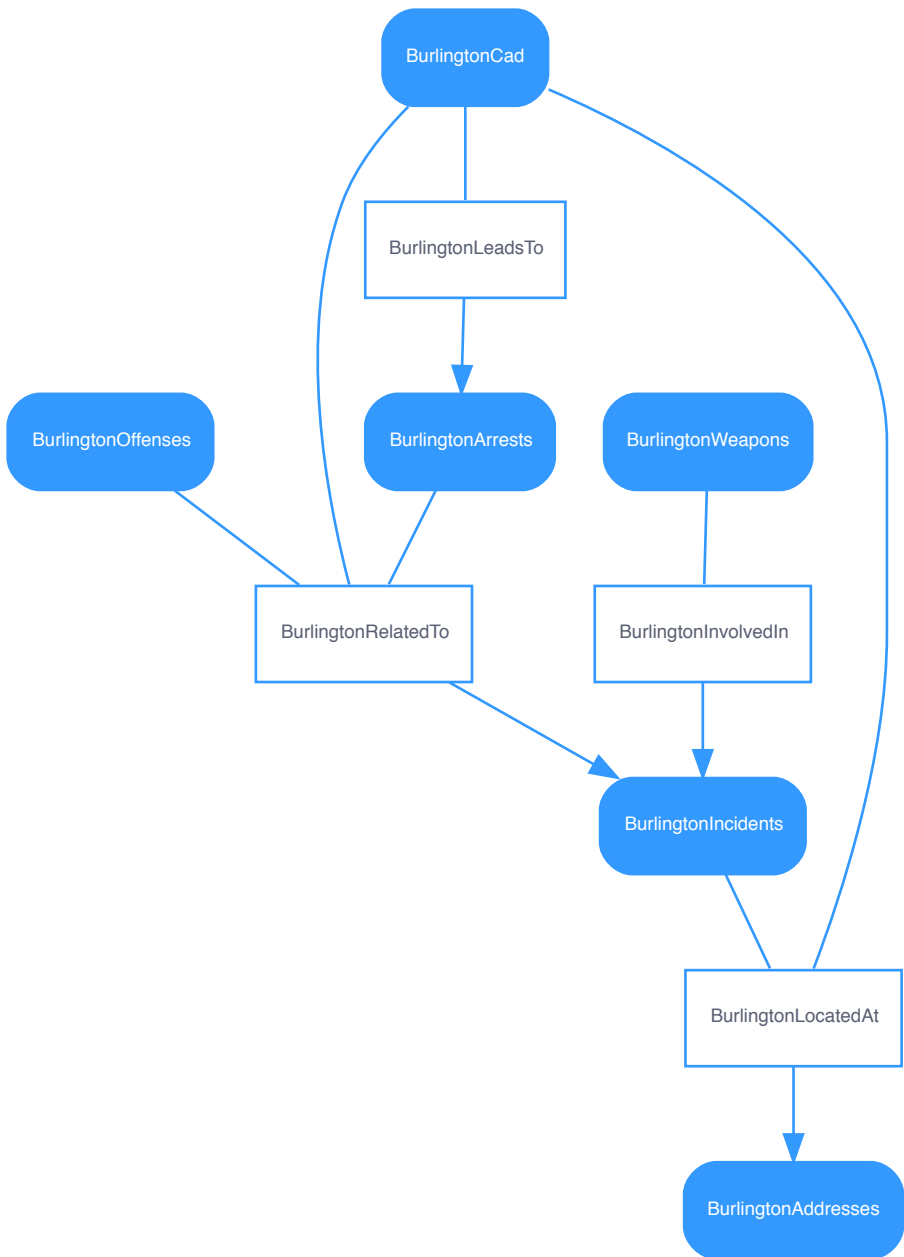 BurlingtonCad
BurlingtonLeadsTo
BurlingtonOffenses
BurlingtonArrests
BurlingtonWeapons
BurlingtonRelatedTo
BurlingtonInvolvedIn
BurlingtonIncidents
BurlingtonLocatedAt
BurlingtonAddresses